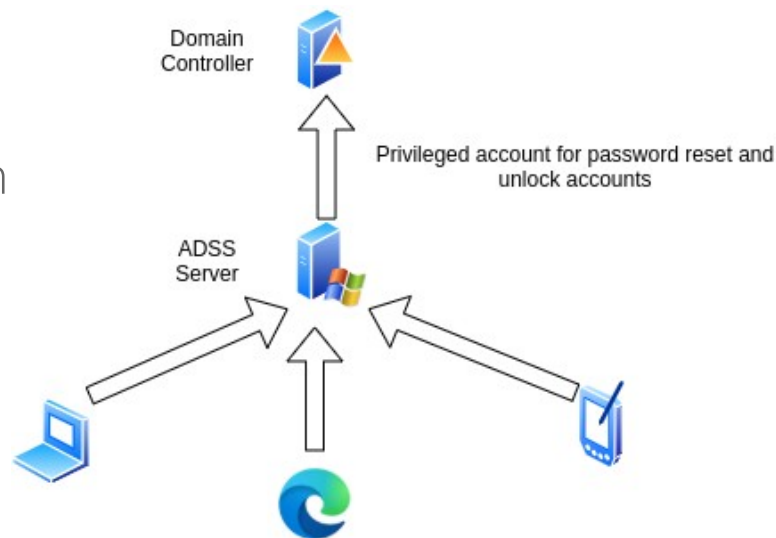 Domain
Controller
Privileged account for password reset and
unlock accounts
n
ADSS
Server